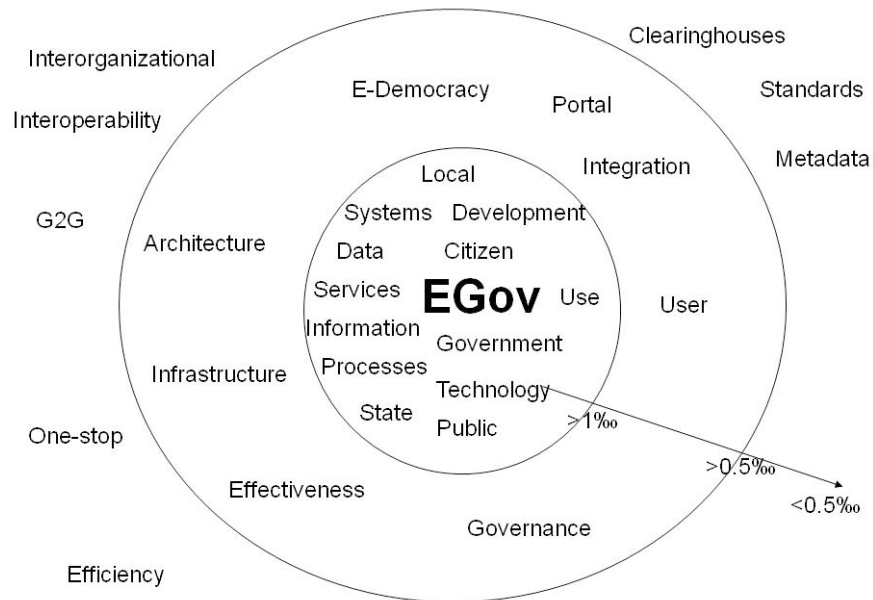 Clearinghouses
Interorganizational
E-Democracy
Standards
Portal
Interoperability
Metadata
Integration
Local
Systems
Development
G2G
Architecture
Data
Citizen
Services
EGov
Use
User
Information
Government
Processes
Infrastructure
Technology
State
>1‰
Public
One-stop
>0.5‰
Effectiveness
<0.5‰
Governance
Efficiency